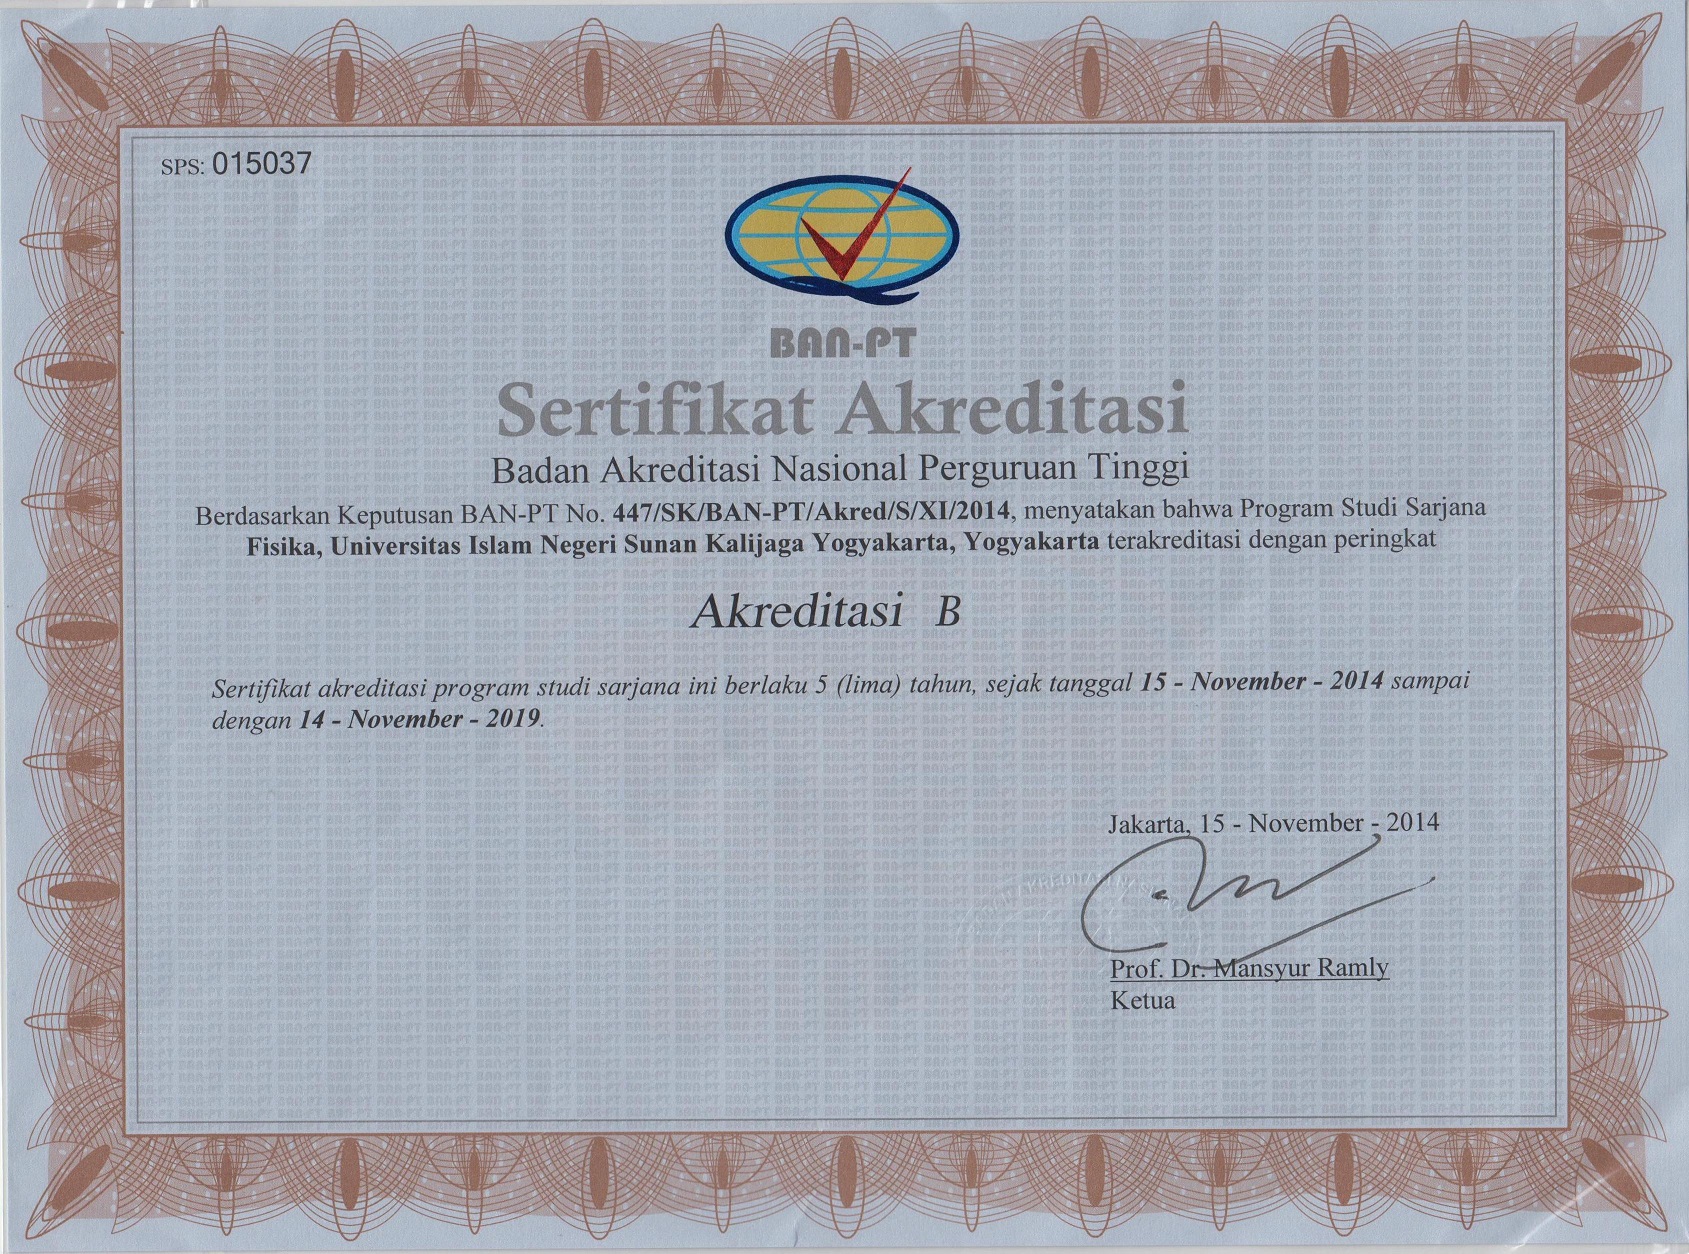 SPS: 015037
BAN-PT
Sertifikat Akreditasi
Badan Akreditasi Nasional Perguruan Tinggi
Berdasarkan Keputusan BAN-PT No. 447/SK/BAN-PT/Akred/S/XI/2014, menyatakan bahwa Program Studi Sarjana
Fisika, Universitas Islam Negeri Sunan Kalijaga Yogyakarta, Yogyakarta terakreditasi dengan peringkat
Akreditasi B
Sertifikat akreditasi program studi sarjana ini berlaku 5 (lima) tahun, sejak tanggal 15 - November - 2014 sampai
dengan 14 - November - 2019.
Jakarta, 15 - November - 2014
Prof. Dr. Mansyur Ramly
Ketua